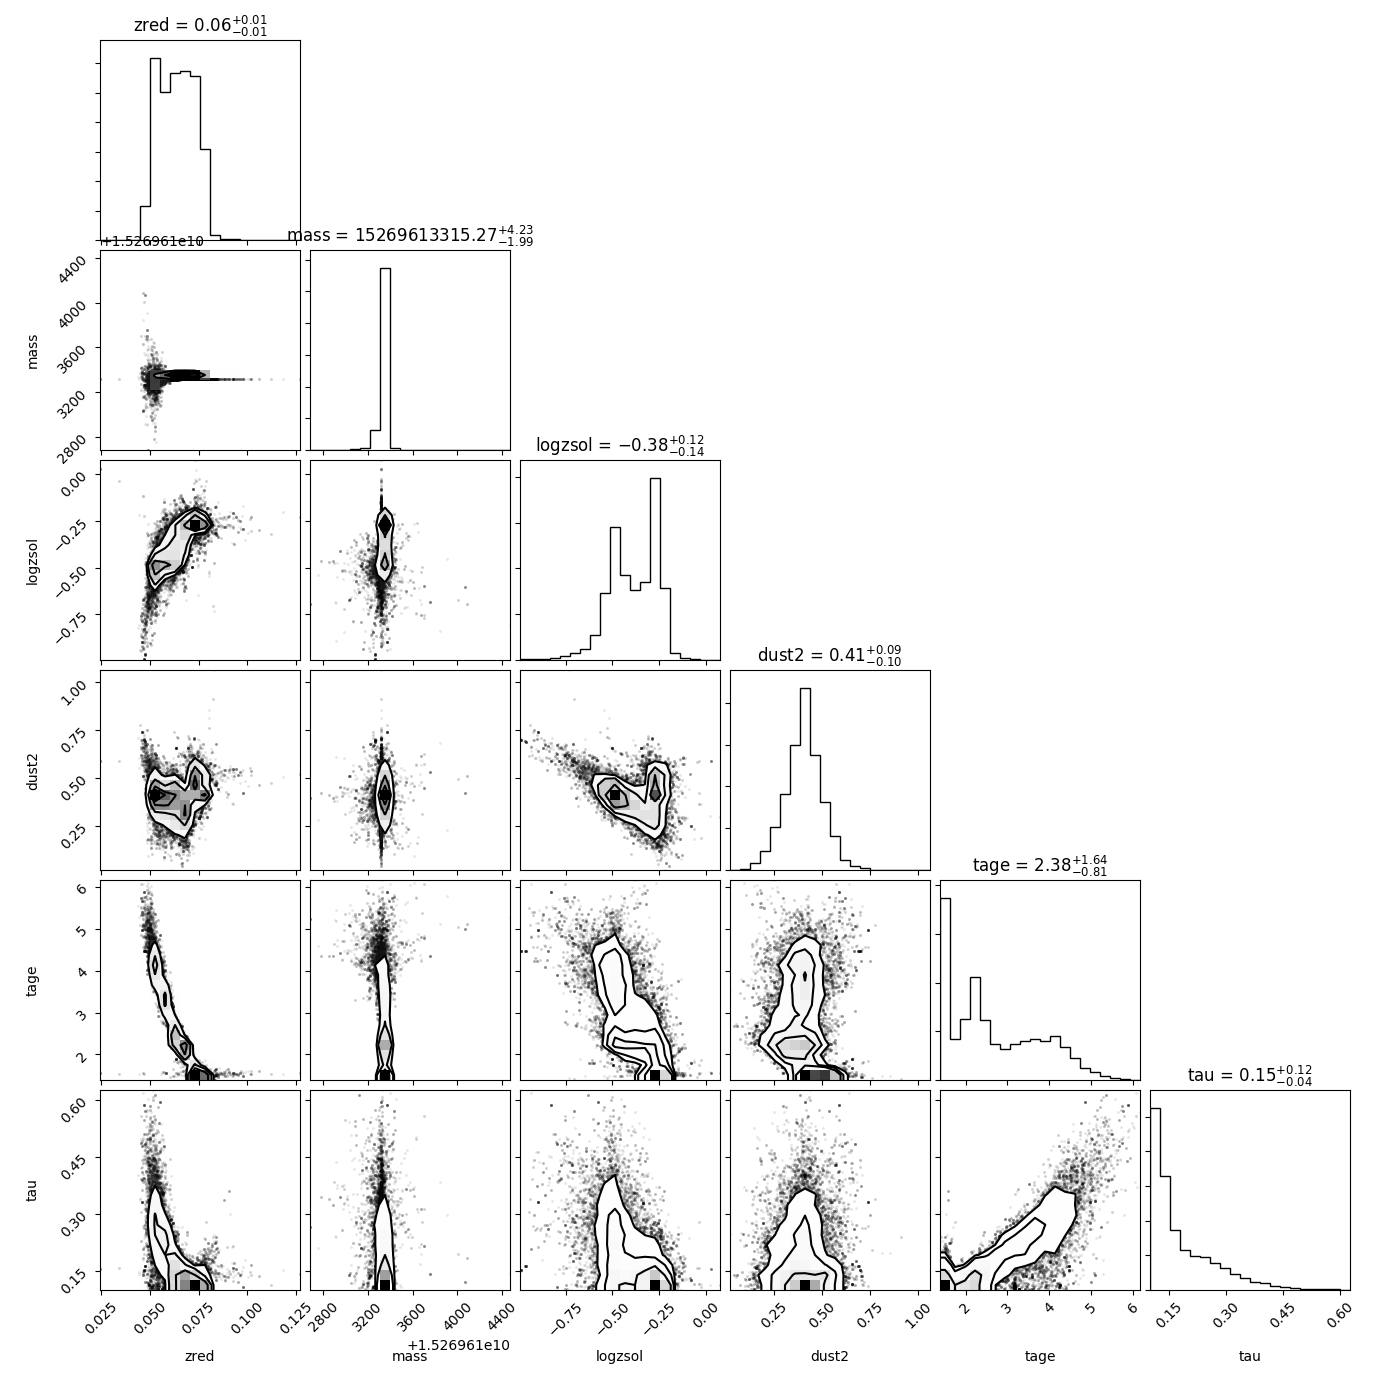 zred = 0.06+0.01−0.01
+1.526961e10
mass = 15269613315.27+4.23−1.99
4400
4000
3600
3200
2800
mass
logzsol = −0.38+0.12−0.14
0.00
−0.25
−0.50
−0.75
logzsol
dust2 = 0.41+0.09−0.10
1.00
0.75
0.50
0.25
dust2
tage = 2.38+1.64−0.81
6
5
4
3
2
tage
tau = 0.15+0.12−0.04
0.60
0.45
0.30
0.15
tau
0.025 0.050 0.075 0.100 0.125 2800 3200 3600 4000 4400 −0.75 −0.50 −0.25 0.00 0.25 0.50 0.75 1.00 2 3 4 5 6 0.15 0.30 0.45 0.60
+1.526961e10
zred mass logzsol dust2 tage tau